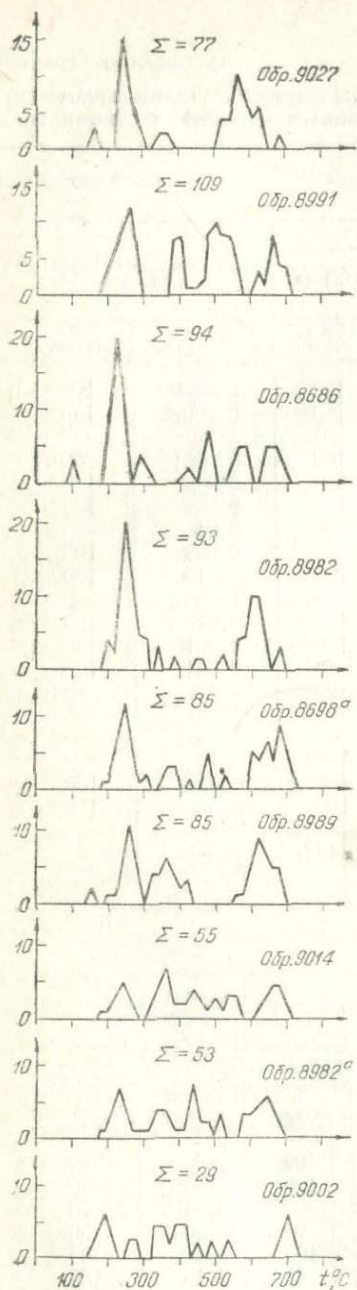 15
Σ = 77
Обр.9027
5
0
15
Σ = 109
Обр.8991
5
0
20
Σ = 94
Обр.8686
10
0
20
Σ = 93
Обр.8982
10
0
10
Σ = 85
Обр.8698ᵃ
0
10
Σ = 85
Обр.8989
0
10
Σ = 55
Обр.9014
0
10
Σ = 53
Обр.8982ᵃ
0
10
Σ = 29
Обр.9002
0
100 300 500 700 t,°C